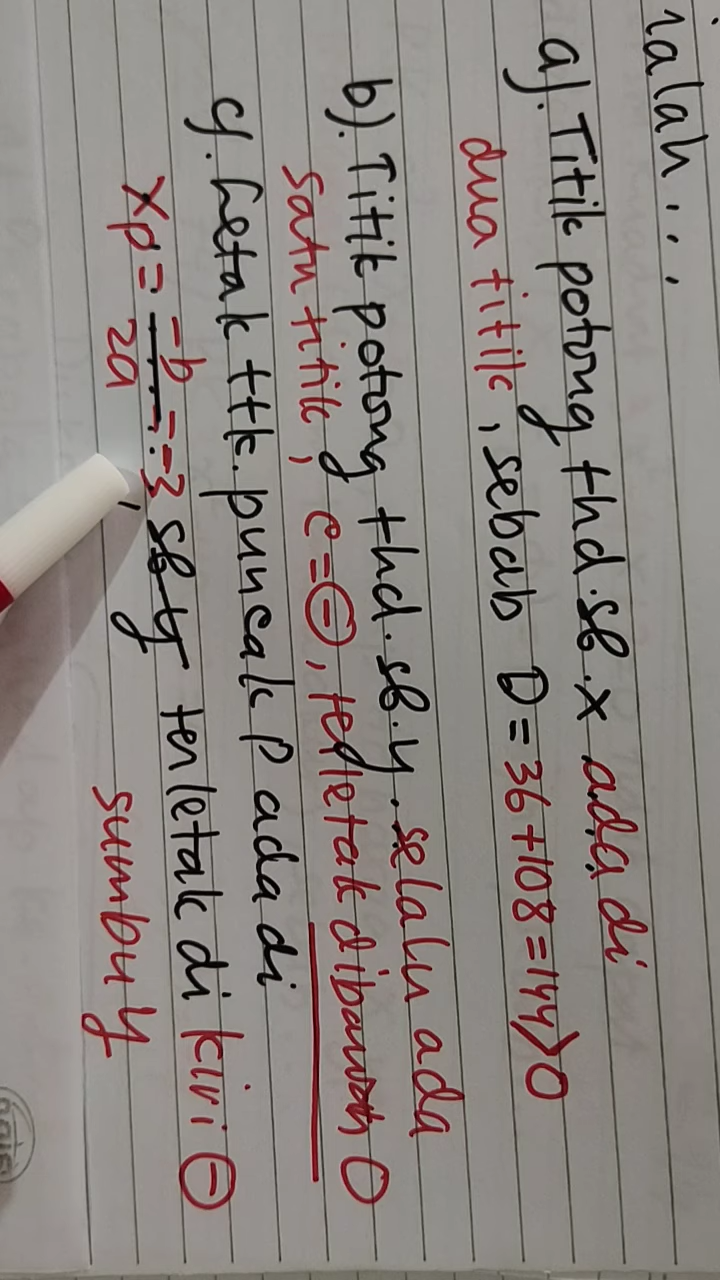 ialah...
a). Titik potong thd. sb. x ada di
dua titik, sebab D = 36 + 108 = 144 > 0
b). Titik potong thd. sb. y. selalu ada
satu titik, c = ⊖, terletak dibawah 0
c). Letak ttk. puncak P ada di
xp = -b/2a = -3, sb y terletak di kiri ⊖
sumbu y